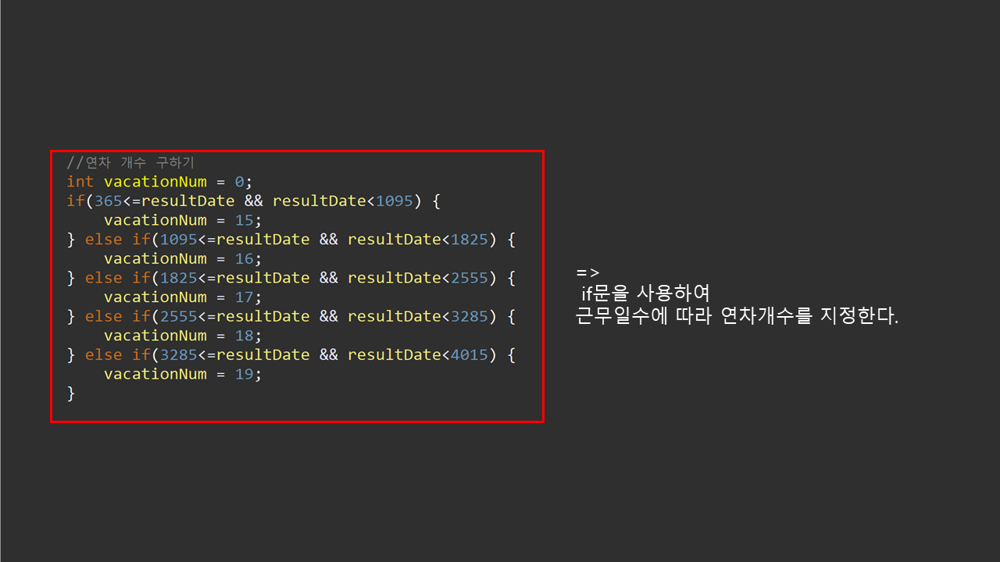 //연차 개수 구하기
int vacationNum = 0;
if(365<=resultDate && resultDate<1095) {
    vacationNum = 15;
} else if(1095<=resultDate && resultDate<1825) {
    vacationNum = 16;
} else if(1825<=resultDate && resultDate<2555) {
    vacationNum = 17;
} else if(2555<=resultDate && resultDate<3285) {
    vacationNum = 18;
} else if(3285<=resultDate && resultDate<4015) {
    vacationNum = 19;
}
=>
if문을 사용하여
근무일수에 따라 연차개수를 지정한다.